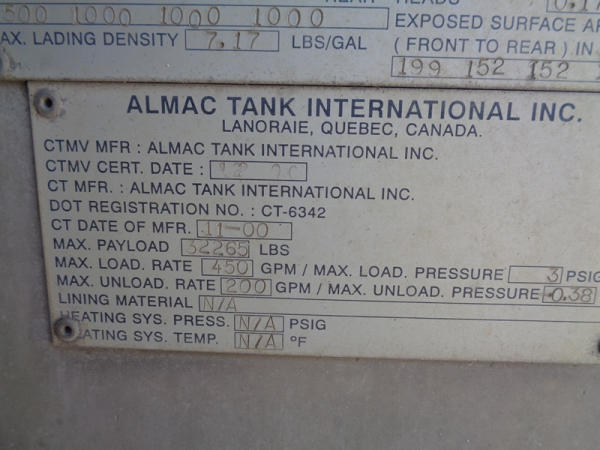 HEADS 0.17
500 1000 1000 1000 EXPOSED SURFACE
MAX. LADING DENSITY 7.17 LBS/GAL ( FRONT TO REAR ) IN
199 152 152
ALMAC TANK INTERNATIONAL INC.
LANORAIE, QUEBEC, CANADA.
CTMV MFR : ALMAC TANK INTERNATIONAL INC.
CTMV CERT. DATE :
CT MFR. : ALMAC TANK INTERNATIONAL INC.
DOT REGISTRATION NO. : CT-6342
CT DATE OF MFR. 11-00
MAX. PAYLOAD 32265 LBS
MAX. LOAD. RATE 450 GPM / MAX. LOAD. PRESSURE 3 PSIG
MAX. UNLOAD. RATE 200 GPM / MAX. UNLOAD. PRESSURE -0.38
LINING MATERIAL N/A
HEATING SYS. PRESS. N/A PSIG
HEATING SYS. TEMP. N/A °F